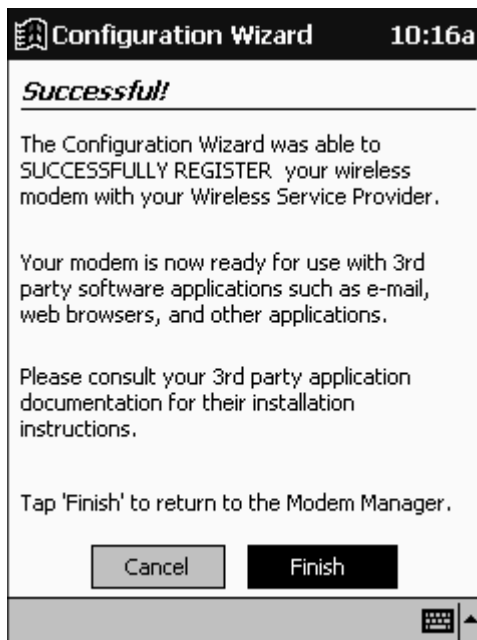 Configuration Wizard 10:16a
Successful!
The Configuration Wizard was able to
SUCCESSFULLY REGISTER your wireless
modem with your Wireless Service Provider.
Your modem is now ready for use with 3rd
party software applications such as e-mail,
web browsers, and other applications.
Please consult your 3rd party application
documentation for their installation
instructions.
Tap 'Finish' to return to the Modem Manager.
Cancel Finish